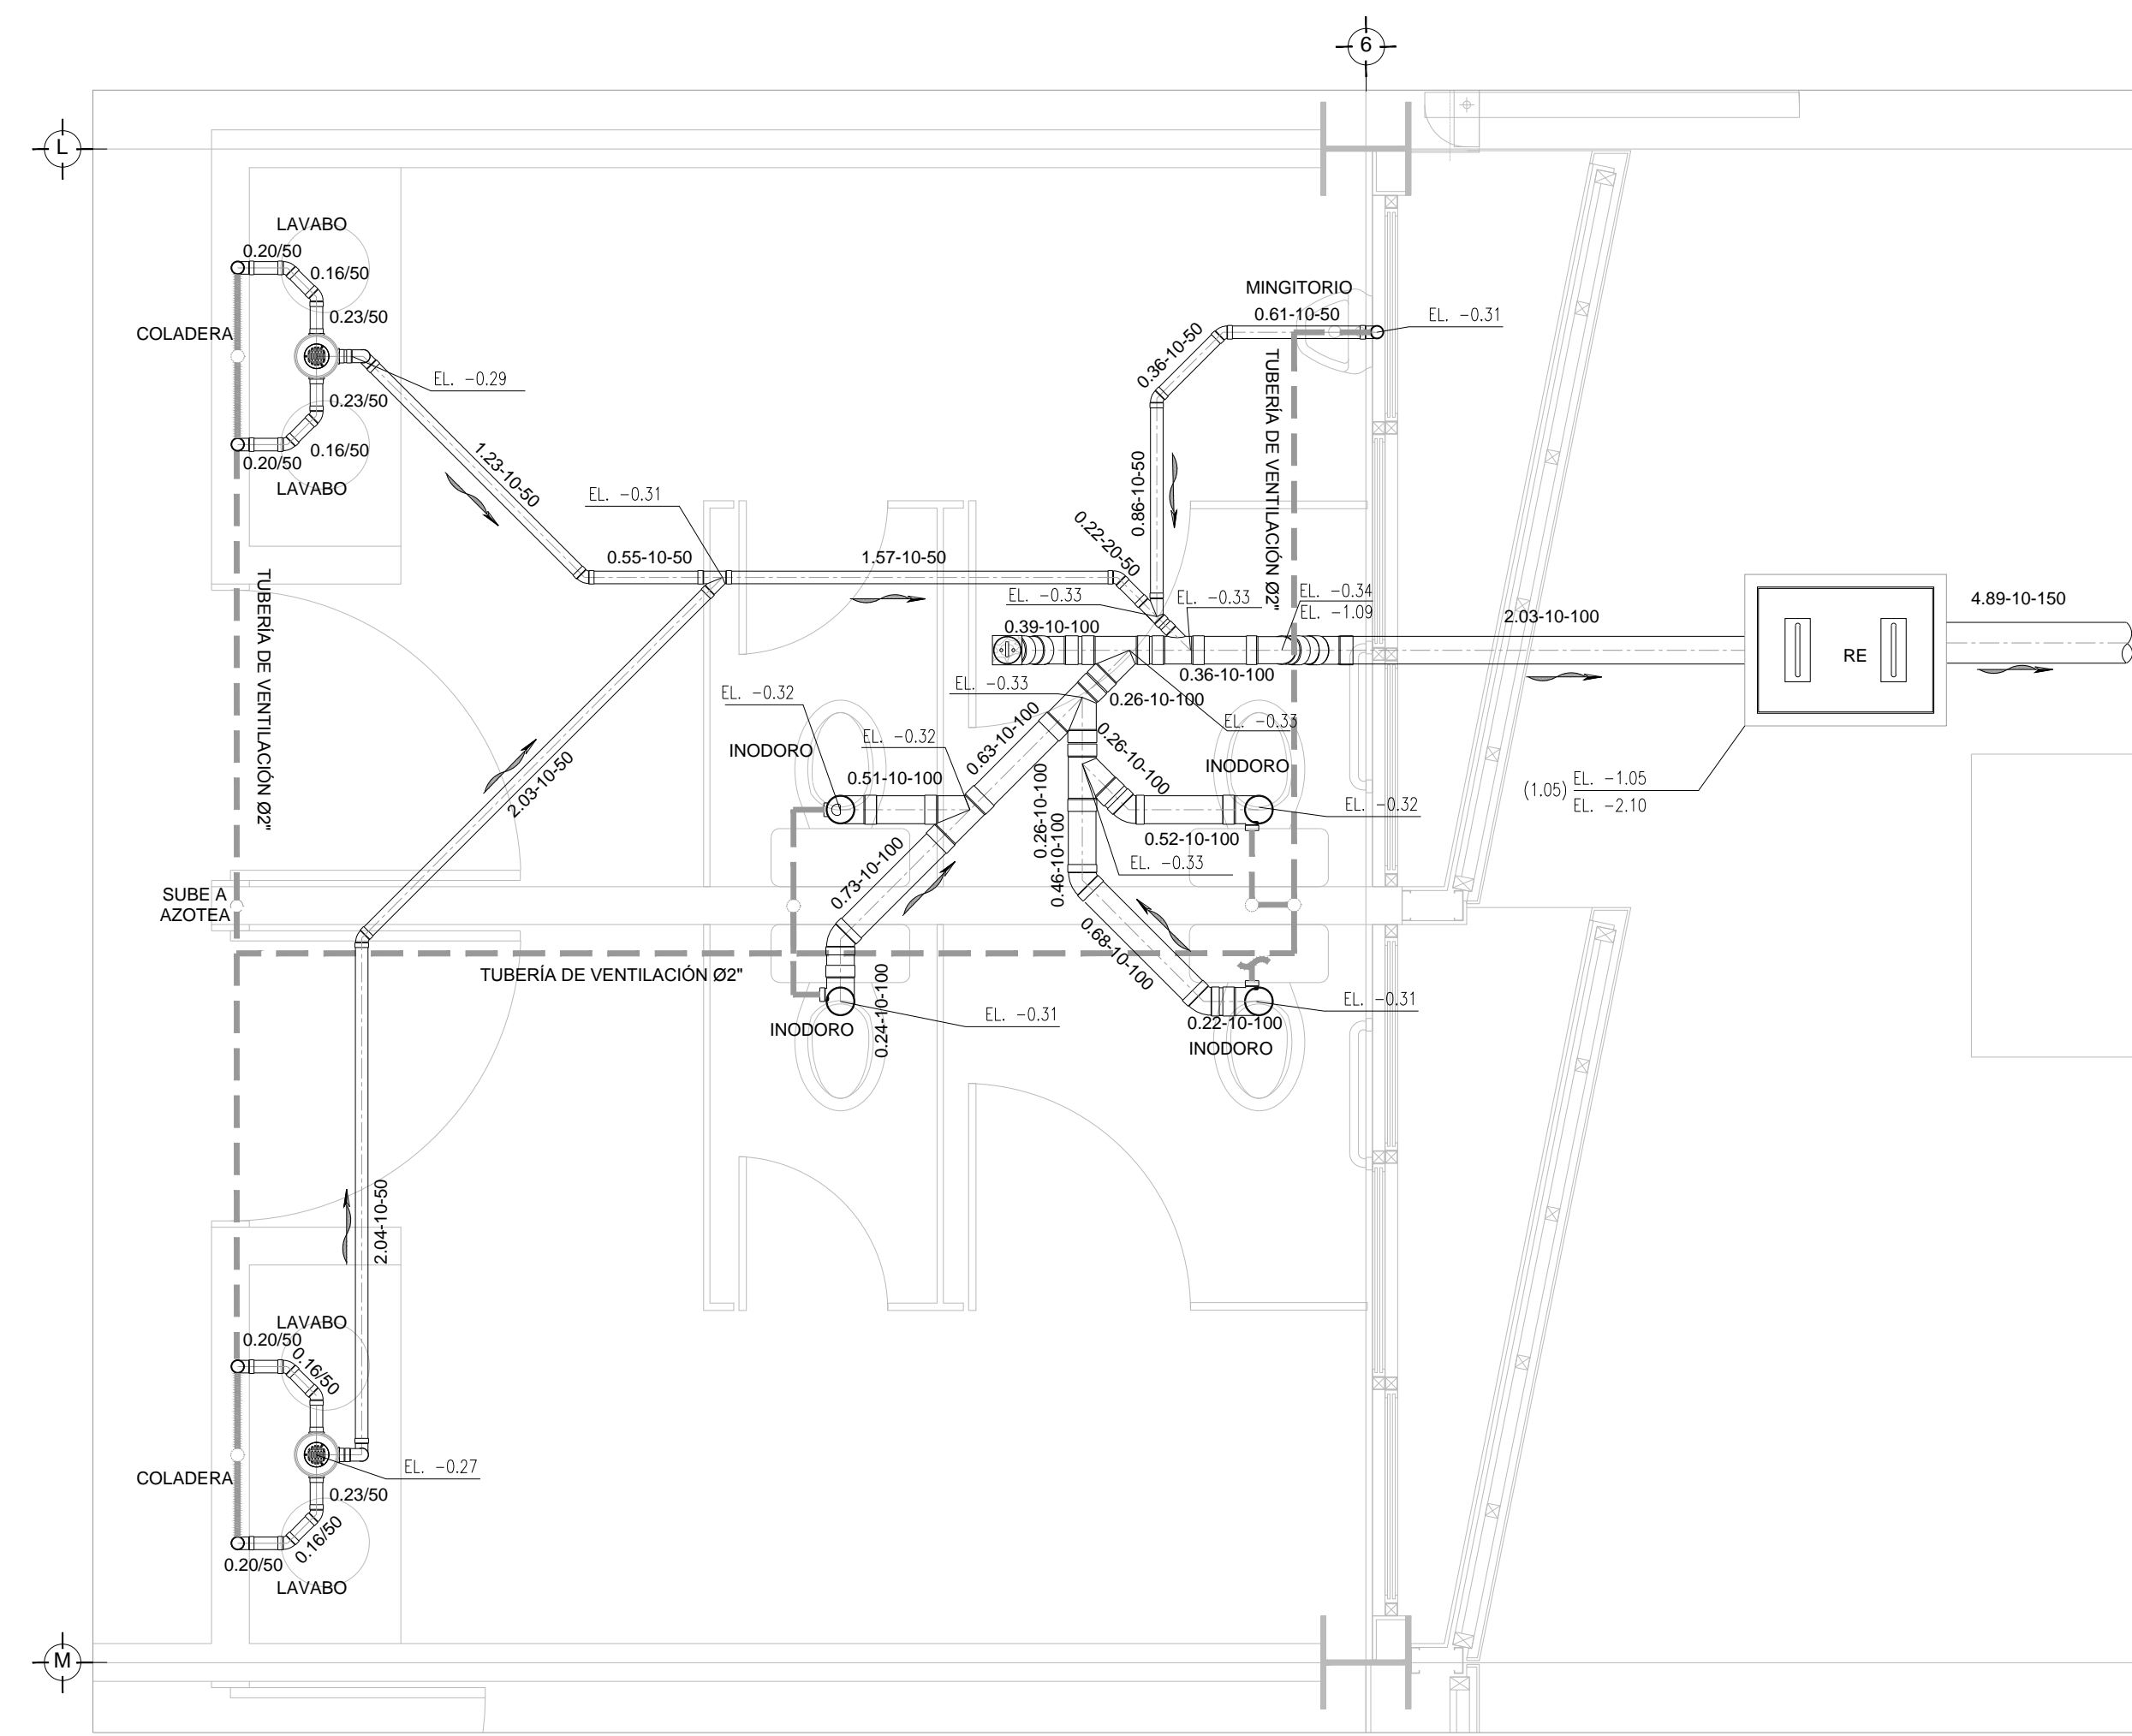 6
L
LAVABO
0.20/50
0.16/50
MINGITORIO
0.61-10-50
EL. -0.31
0.23/50
COLADERA
0.36-10-50
TUBERÍA DE VENTILACIÓN Ø2"
EL. -0.29
0.23/50
0.16/50
0.20/50
LAVABO
1.23-10-50
EL. -0.31
0.86-10-50
0.22-20-50
0.55-10-50
1.57-10-50
TUBERÍA DE VENTILACIÓN Ø2"
EL. -0.33
EL. -0.33
EL. -0.34
EL. -1.09
2.03-10-100
4.89-10-150
0.39-10-100
RE
0.36-10-100
EL. -0.33
0.26-10-100
EL. -0.32
EL. -0.33
0.63-10-100
0.26-10-100
INODORO
EL. -0.32
INODORO
0.51-10-100
(1.05)
EL. -1.05
EL. -2.10
2.03-10-50
0.26-10-100
0.46-10-100
EL. -0.32
0.52-10-100
EL. -0.33
0.73-10-100
SUBE A
AZOTEA
0.68-10-100
TUBERÍA DE VENTILACIÓN Ø2"
0.24-10-100
EL. -0.31
EL. -0.31
INODORO
0.22-10-100
INODORO
2.04-10-50
LAVABO
0.20/50
0.16/50
EL. -0.27
COLADERA
0.23/50
0.16/50
0.20/50
LAVABO
M